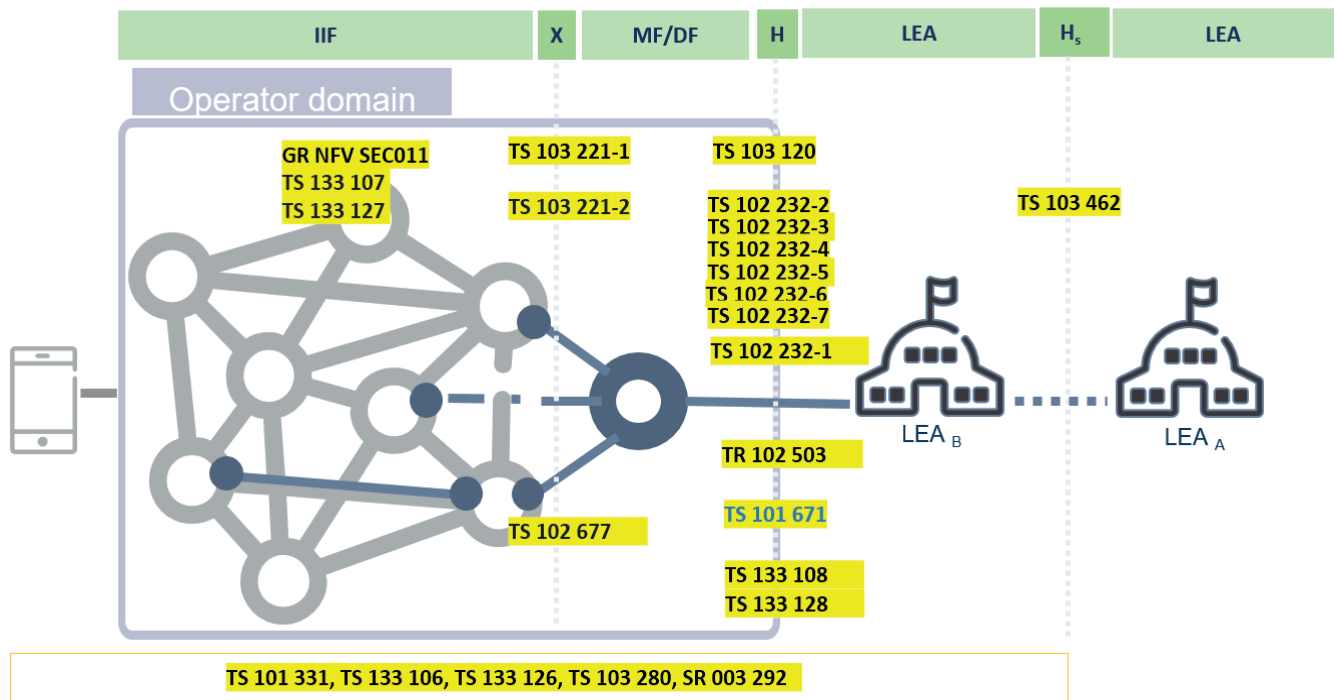 IIF X MF/DF H LEA Hs LEA
Operator domain
GR NFV SEC011
TS 133 107
TS 133 127
TS 103 221-1
TS 103 221-2
TS 103 120
TS 102 232-2
TS 102 232-3
TS 102 232-4
TS 102 232-5
TS 102 232-6
TS 102 232-7
TS 102 232-1
TS 103 462
LEA B
LEA A
TR 102 503
TS 101 671
TS 102 677
TS 133 108
TS 133 128
TS 101 331, TS 133 106, TS 133 126, TS 103 280, SR 003 292